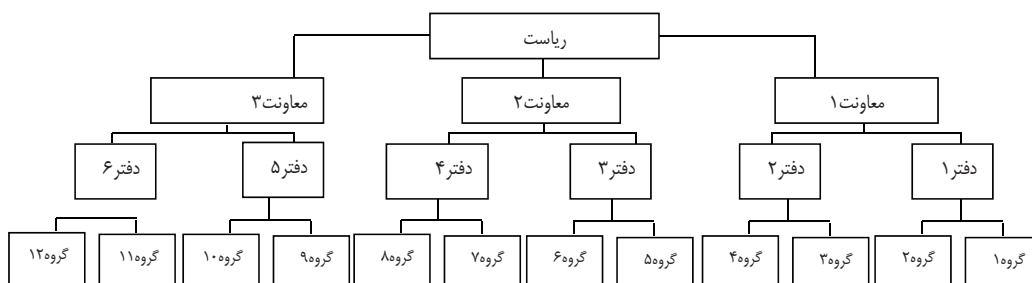 ریاست
معاونت۱ معاونت۲ معاونت۳
دفتر۱ دفتر۲ دفتر۳ دفتر۴ دفتر۵ دفتر۶
گروه۱ گروه۲ گروه۳ گروه۴ گروه۵ گروه۶ گروه۷ گروه۸ گروه۹ گروه۱۰ گروه۱۱ گروه۱۲